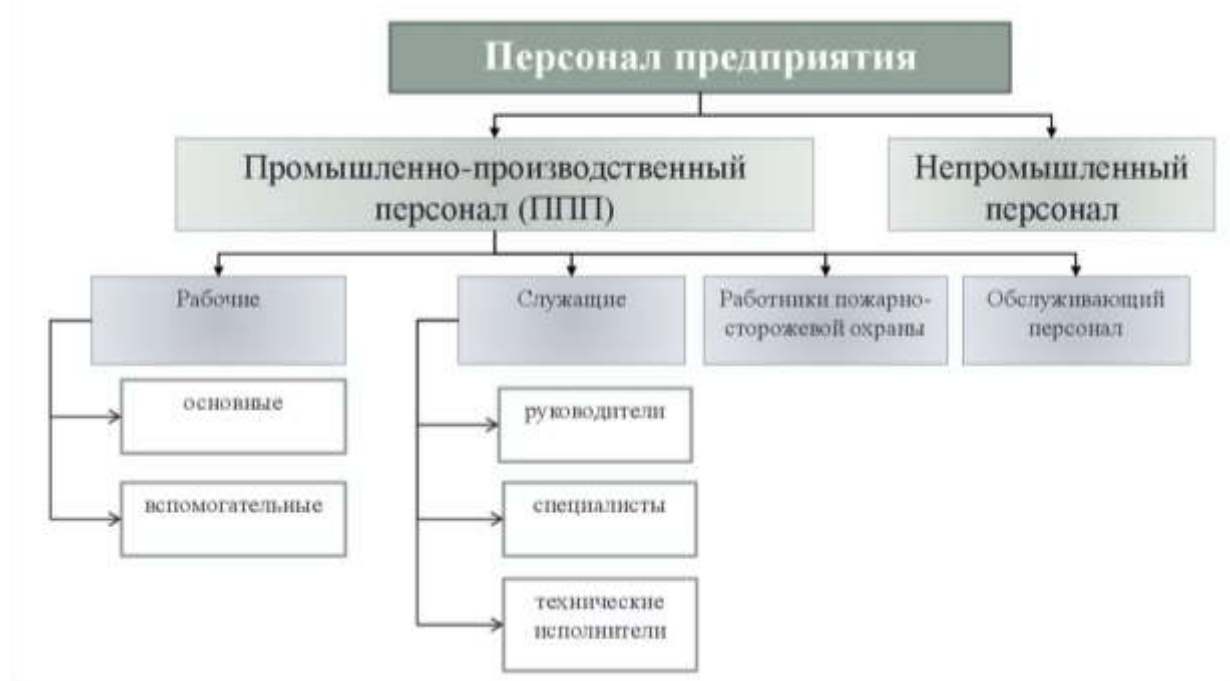 Персонал предприятия
Промышленно-производственный
персонал (ППП)
Непромышленный
персонал
Рабочие
Служащие
Работники пожарно-
сторожевой охраны
Обслуживающий
персонал
основные
вспомогательные
руководители
специалисты
технические
исполнители